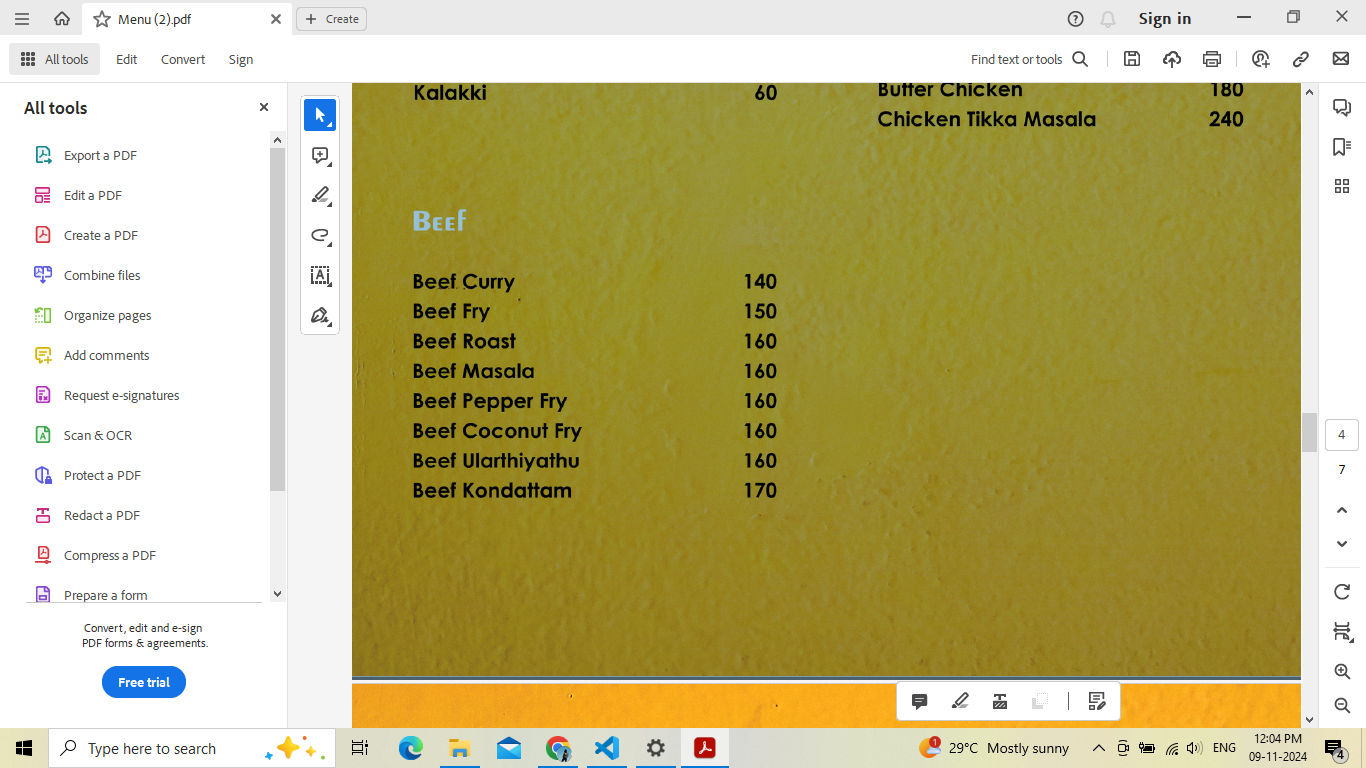 Menu (2).pdf
Create
Sign in
All tools
Edit
Convert
Sign
Find text or tools
All tools
Export a PDF
Edit a PDF
Create a PDF
Combine files
Organize pages
Add comments
Request e-signatures
Scan & OCR
Protect a PDF
Redact a PDF
Compress a PDF
Prepare a form
Convert, edit and e-sign
PDF forms & agreements.
Free trial
Kalakki 60
Butter Chicken 180
Chicken Tikka Masala 240
Beef
Beef Curry 140
Beef Fry 150
Beef Roast 160
Beef Masala 160
Beef Pepper Fry 160
Beef Coconut Fry 160
Beef Ularthiyathu 160
Beef Kondattam 170
4
7
Type here to search
1
29°C Mostly sunny
ENG
12:04 PM
09-11-2024
4